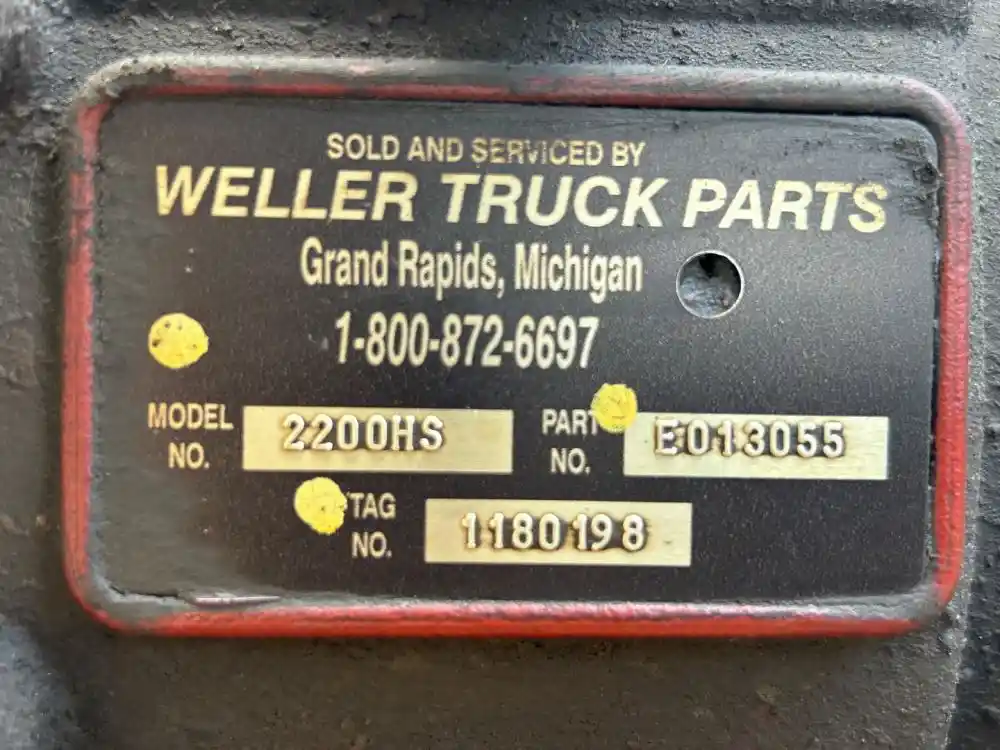 SOLD AND SERVICED BY
WELLER TRUCK PARTS
Grand Rapids, Michigan
1-800-872-6697
MODEL NO. 2200HS PART NO. E013055
TAG NO. 1180198